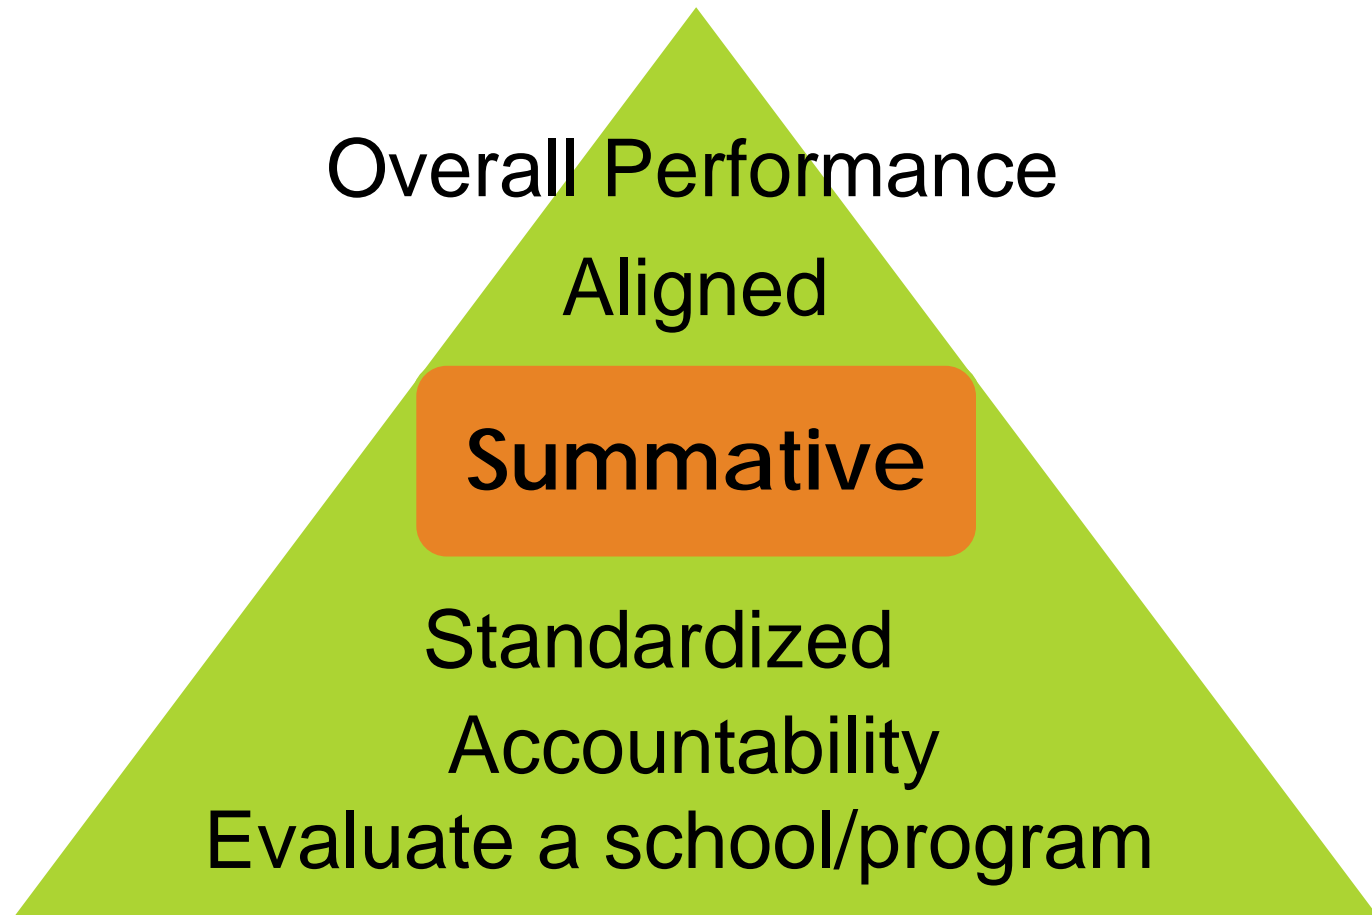 Overall Performance
Aligned
Summative
Standardized
Accountability
Evaluate a school/program